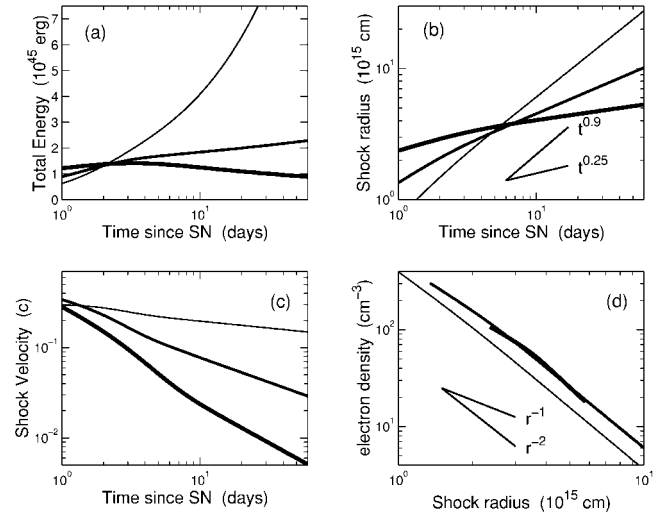 (a)
Total Energy (10^45 erg)
7
6
5
4
3
2
1
0
10^0
10^1
Time since SN (days)
(b)
Shock radius (10^15 cm)
10^1
10^0
t^0.9
t^0.25
10^0
10^1
Time since SN (days)
(c)
Shock Velocity (c)
10^-1
10^-2
10^0
10^1
Time since SN (days)
(d)
electron density (cm^-3)
10^2
10^1
r^-1
r^-2
10^0
10^1
Shock radius (10^15 cm)